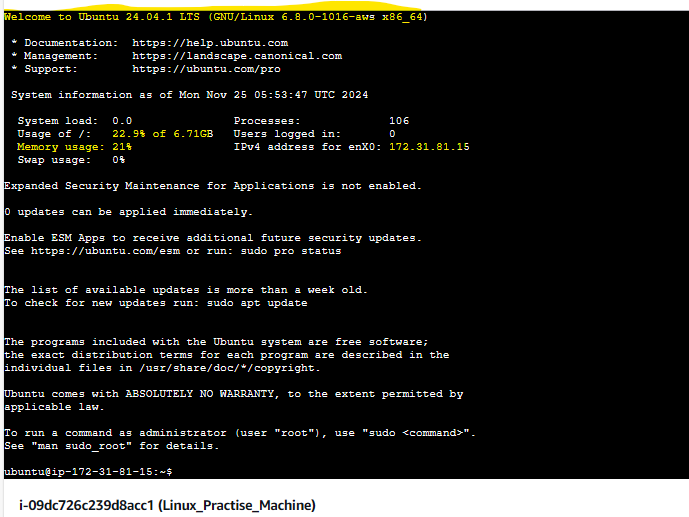 Welcome to Ubuntu 24.04.1 LTS (GNU/Linux 6.8.0-1016-aws x86_64)
* Documentation:  https://help.ubuntu.com
* Management:     https://landscape.canonical.com
* Support:        https://ubuntu.com/pro
System information as of Mon Nov 25 05:53:47 UTC 2024
System load:  0.0                Processes:             106
Usage of /:   22.9% of 6.71GB   Users logged in:       0
Memory usage: 21%                IPv4 address for enX0: 172.31.81.15
Swap usage:   0%
Expanded Security Maintenance for Applications is not enabled.
0 updates can be applied immediately.
Enable ESM Apps to receive additional future security updates.
See https://ubuntu.com/esm or run: sudo pro status
The list of available updates is more than a week old.
To check for new updates run: sudo apt update
The programs included with the Ubuntu system are free software;
the exact distribution terms for each program are described in the
individual files in /usr/share/doc/*/copyright.
Ubuntu comes with ABSOLUTELY NO WARRANTY, to the extent permitted by
applicable law.
To run a command as administrator (user "root"), use "sudo <command>".
See "man sudo_root" for details.
ubuntu@ip-172-31-81-15:~$
i-09dc726c239d8acc1 (Linux_Practise_Machine)